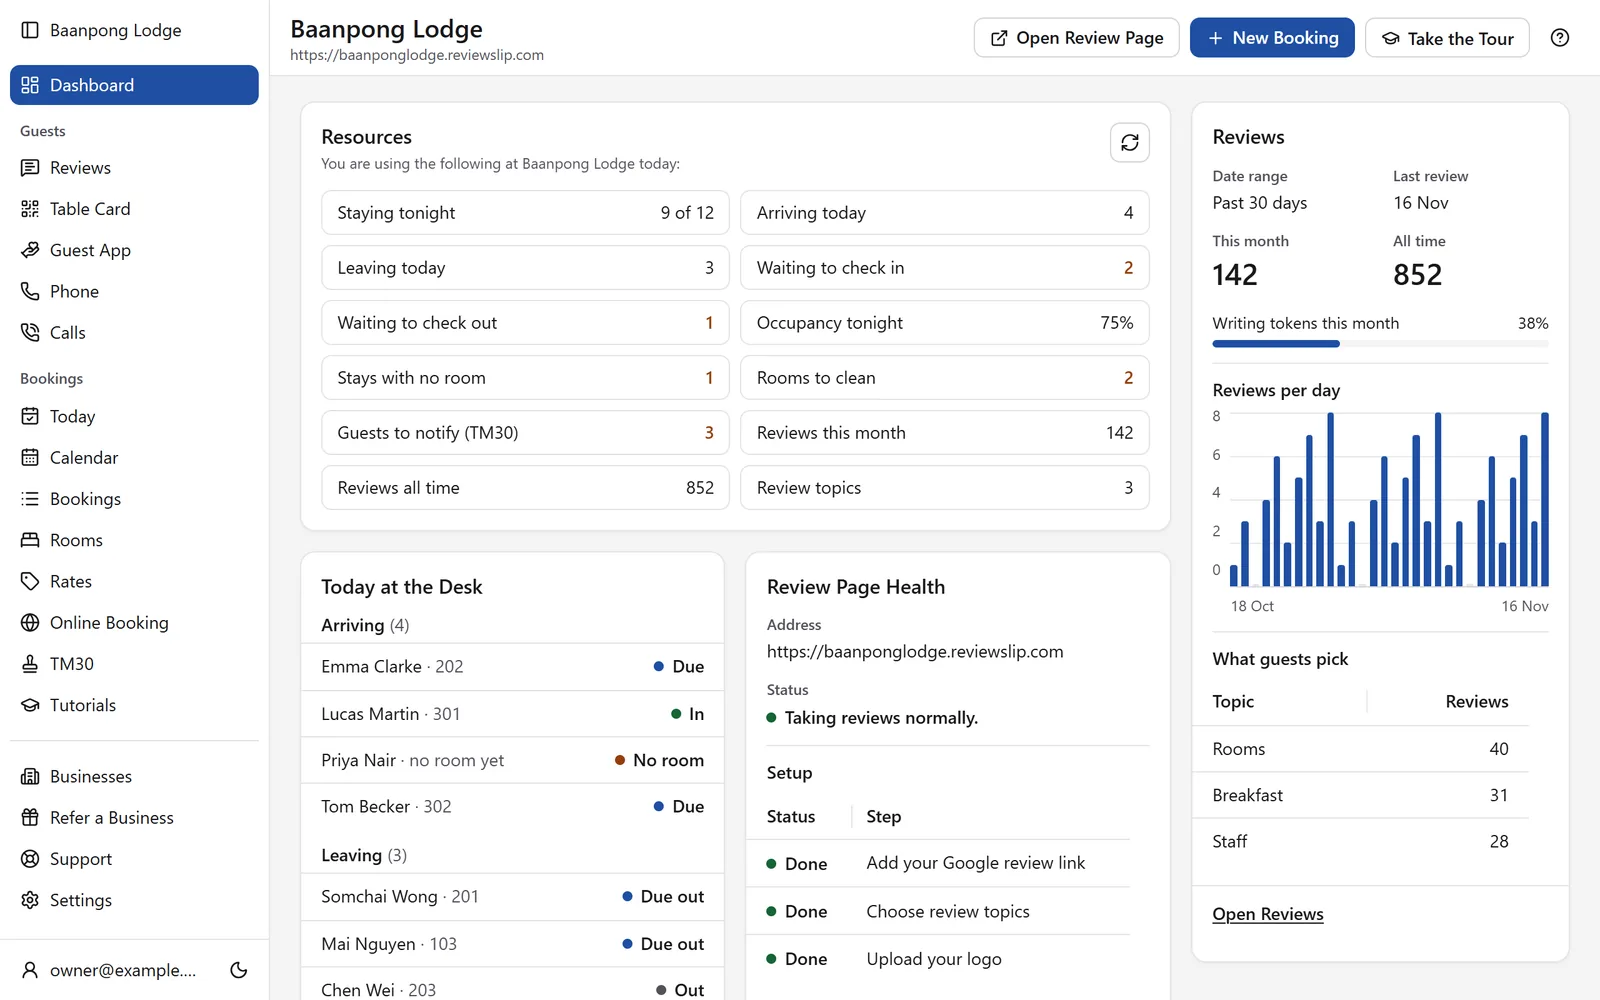 Baanpong Lodge
Dashboard
Guests
Reviews
Table Card
Guest App
Phone
Calls
Bookings
Today
Calendar
Bookings
Rooms
Rates
Online Booking
TM30
Tutorials
Businesses
Refer a Business
Support
Settings
owner@example....
Baanpong Lodge
https://baanponglodge.reviewslip.com
Open Review Page
New Booking
Take the Tour
Resources
You are using the following at Baanpong Lodge today:
Staying tonight 9 of 12
Arriving today 4
Leaving today 3
Waiting to check in 2
Waiting to check out 1
Occupancy tonight 75%
Stays with no room 1
Rooms to clean 2
Guests to notify (TM30) 3
Reviews this month 142
Reviews all time 852
Review topics 3
Today at the Desk
Arriving (4)
Emma Clarke · 202 Due
Lucas Martin · 301 In
Priya Nair · no room yet No room
Tom Becker · 302 Due
Leaving (3)
Somchai Wong · 201 Due out
Mai Nguyen · 103 Due out
Chen Wei · 203 Out
Review Page Health
Address
https://baanponglodge.reviewslip.com
Status
Taking reviews normally.
Setup
Status Step
Done Add your Google review link
Done Choose review topics
Done Upload your logo
Reviews
Date range Last review
Past 30 days 16 Nov
This month All time
142 852
Writing tokens this month 38%
Reviews per day
8
6
4
2
0
18 Oct 16 Nov
What guests pick
Topic Reviews
Rooms 40
Breakfast 31
Staff 28
Open Reviews